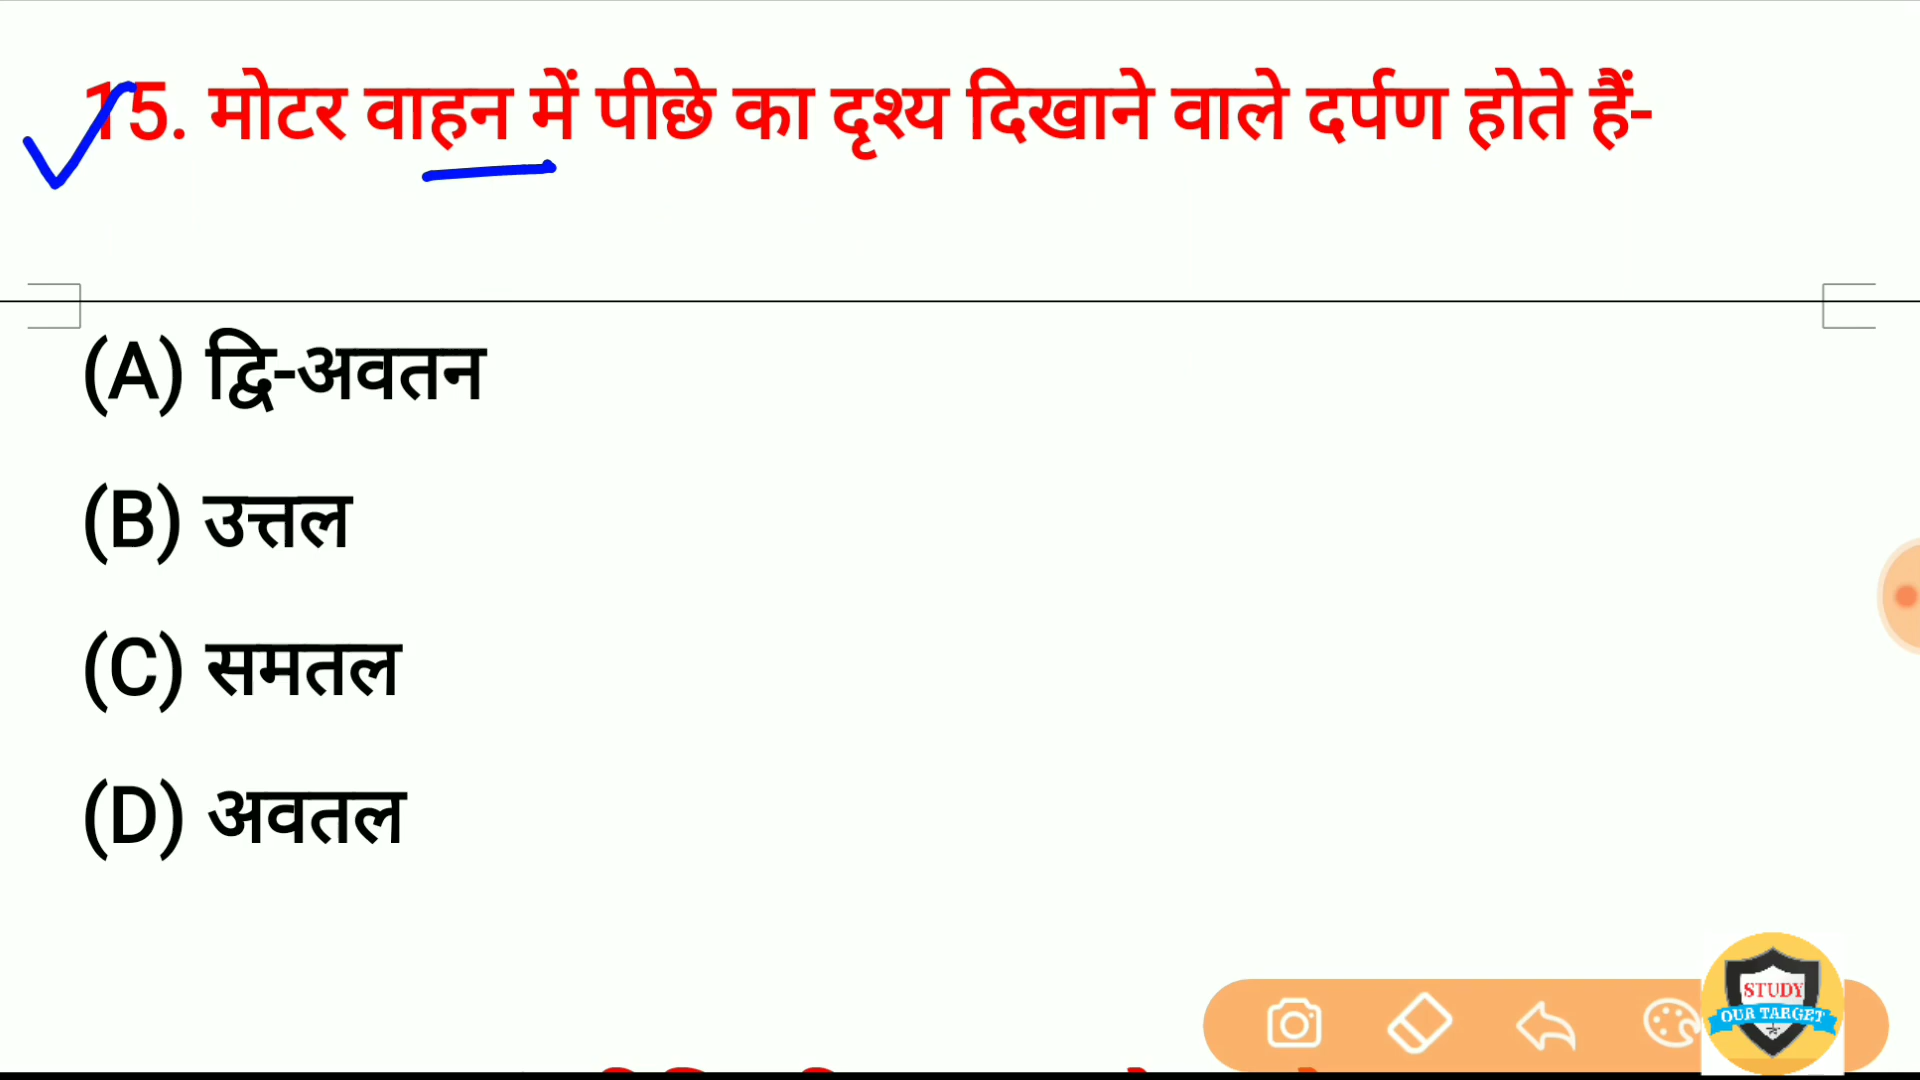 15. मोटर वाहन में पीछे का दृश्य दिखाने वाले दर्पण होते हैं-
(A) द्वि-अवतन
(B) उत्तल
(C) समतल
(D) अवतल
STUDY
OUR TARGET